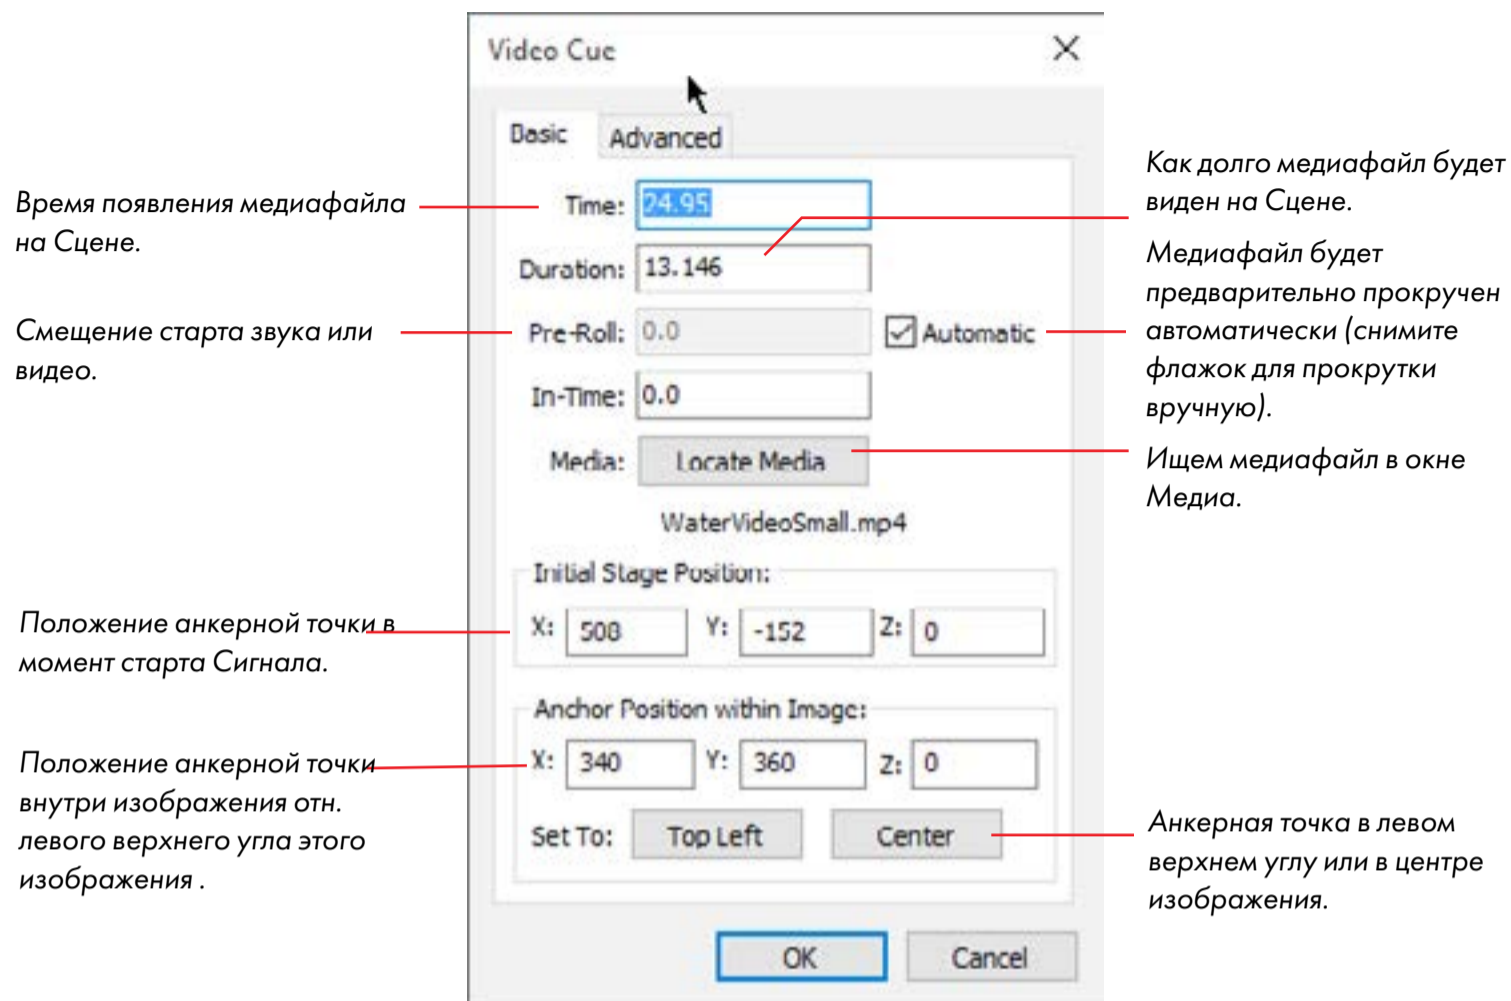 Video Cue
Basic
Advanced
Время появления медиафайла
на Сцене.
Time: 24.95
Как долго медиафайл будет
виден на Сцене.
Duration: 13.146
Медиафайл будет
предварительно прокручен
автоматически (снимите
флажок для прокрутки
вручную).
Смещение старта звука или
видео.
Pre-Roll: 0.0
Automatic
In-Time: 0.0
Media: Locate Media
Ищем медиафайл в окне
Медиа.
WaterVideoSmall.mp4
Initial Stage Position:
Положение анкерной точки в
момент старта Сигнала.
X: 508 Y: -152 Z: 0
Anchor Position within Image:
Положение анкерной точки
внутри изображения отн.
левого верхнего угла этого
изображения .
X: 340 Y: 360 Z: 0
Set To: Top Left Center
Анкерная точка в левом
верхнем углу или в центре
изображения.
OK Cancel